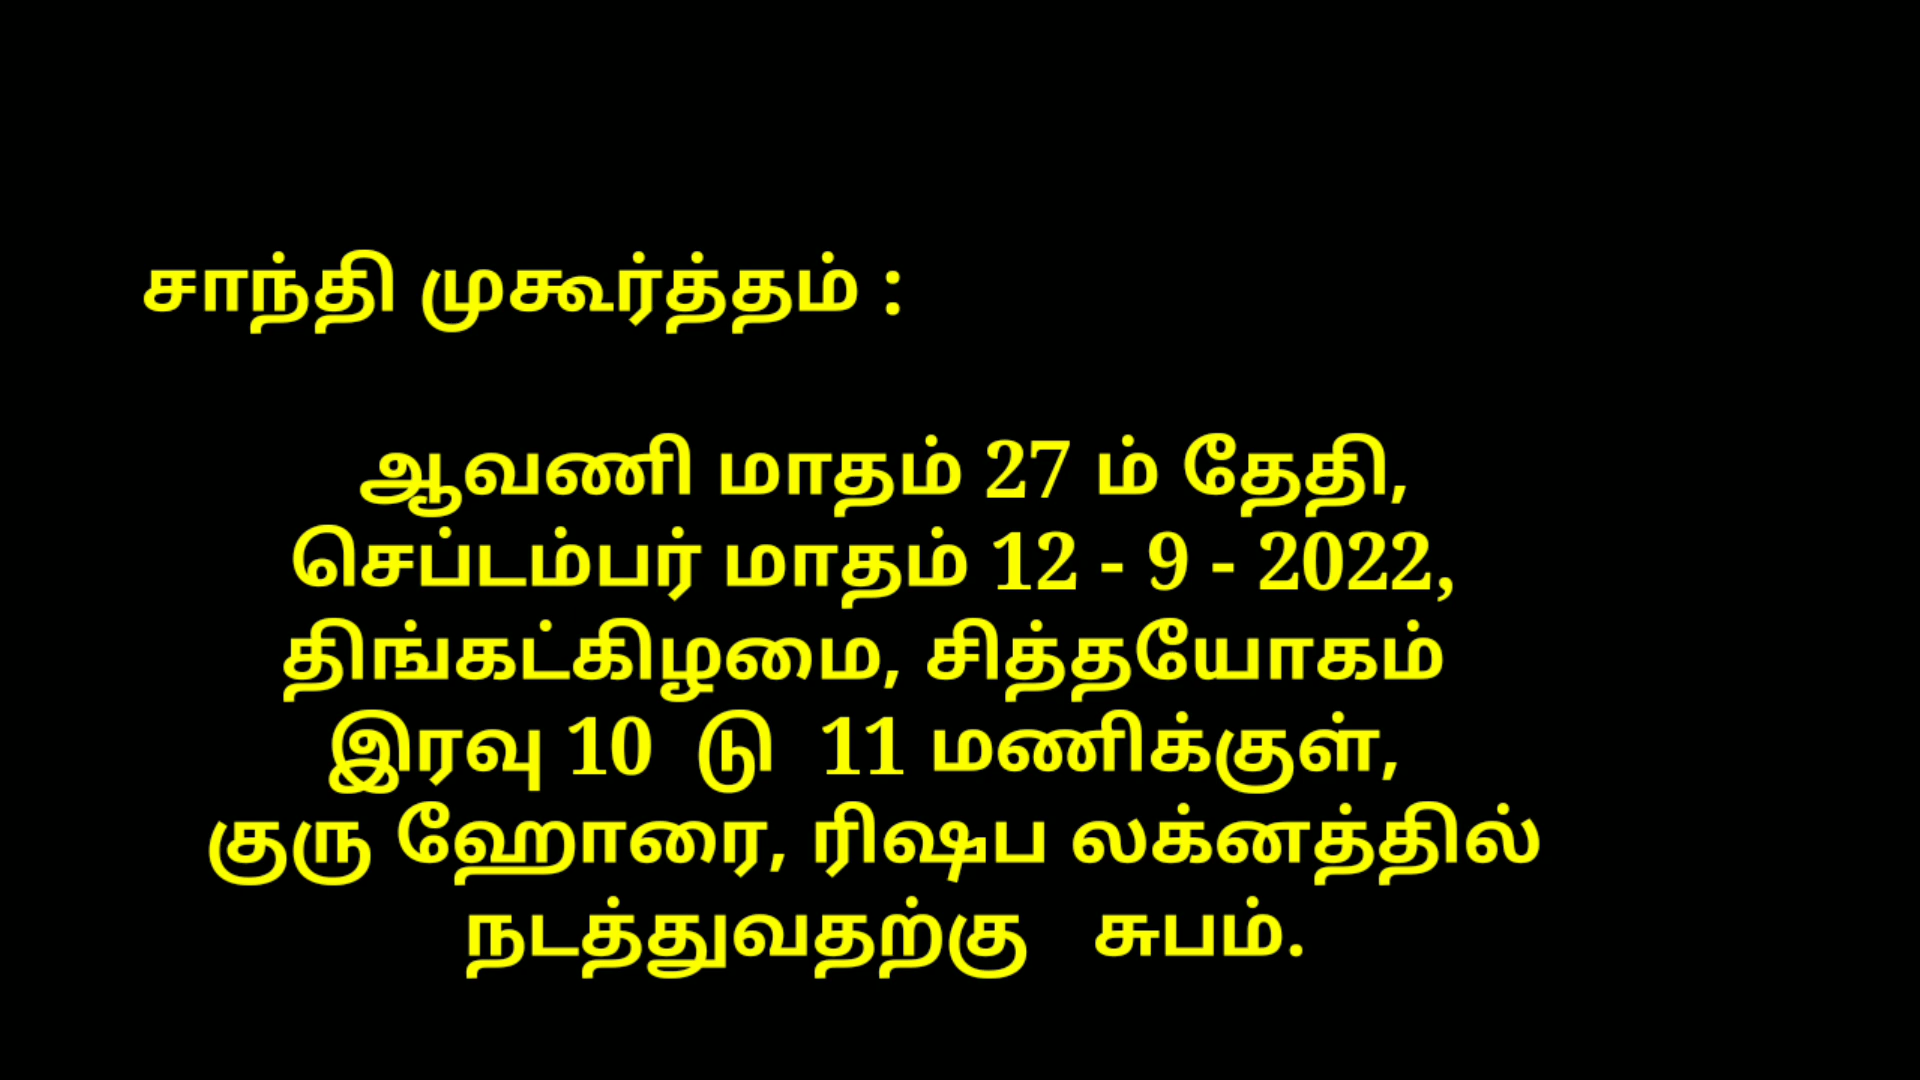 சாந்தி முகூர்த்தம் :
ஆவணி மாதம் 27 ம் தேதி,
செப்டம்பர் மாதம் 12 - 9 - 2022,
திங்கட்கிழமை, சித்தயோகம்
இரவு 10 டு 11 மணிக்குள்,
குரு ஹோரை, ரிஷப லக்னத்தில்
நடத்துவதற்கு சுபம்.